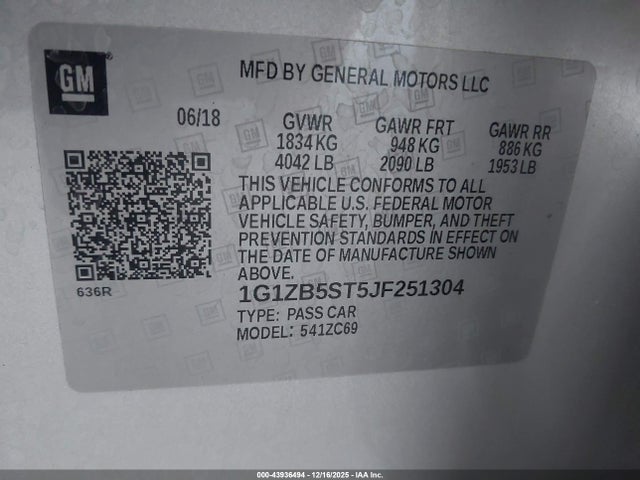 GM
MFD BY GENERAL MOTORS LLC
06/18
GVWR GAWR FRT GAWR RR
1834 KG 948 KG 886 KG
4042 LB 2090 LB 1953 LB
THIS VEHICLE CONFORMS TO ALL
APPLICABLE U.S. FEDERAL MOTOR
VEHICLE SAFETY, BUMPER, AND THEFT
PREVENTION STANDARDS IN EFFECT ON
THE DATE OF MANUFACTURE SHOWN
ABOVE.
636R
1G1ZB5ST5JF251304
TYPE: PASS CAR
MODEL: 541ZC69
000-43936494 - 12/16/2025 - IAA Inc.